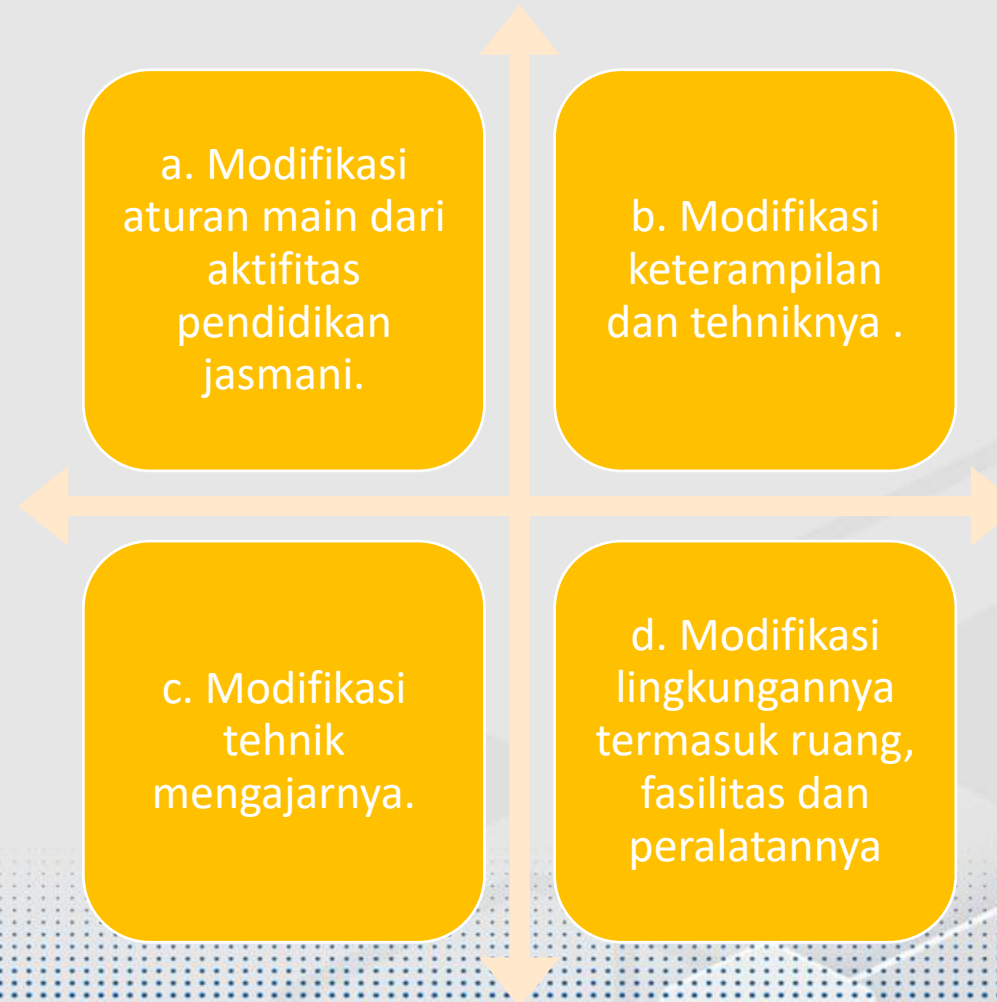 a. Modifikasi
aturan main dari
aktifitas
pendidikan
jasmani.
b. Modifikasi
keterampilan
dan tehniknya .
c. Modifikasi
tehnik
mengajarnya.
d. Modifikasi
lingkungannya
termasuk ruang,
fasilitas dan
peralatannya